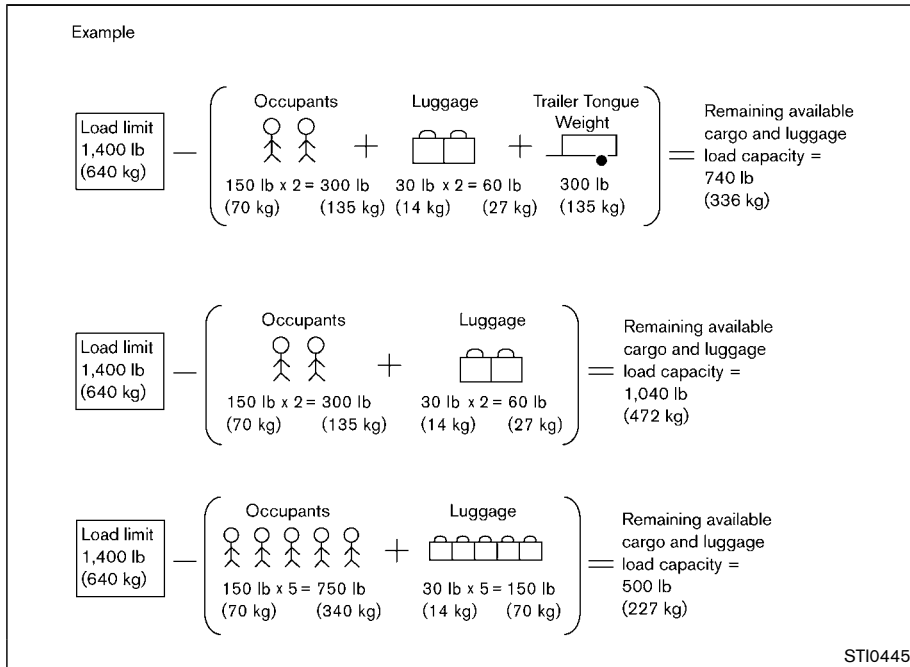 Example
Load limit
1,400 lb
(640 kg)
Occupants
150 lb x 2 = 300 lb
(70 kg) (135 kg)
Luggage
30 lb x 2 = 60 lb
(14 kg) (27 kg)
Trailer Tongue
Weight
300 lb
(135 kg)
Remaining available
cargo and luggage
load capacity =
740 lb
(336 kg)
Load limit
1,400 lb
(640 kg)
Occupants
150 lb x 2 = 300 lb
(70 kg) (135 kg)
Luggage
30 lb x 2 = 60 lb
(14 kg) (27 kg)
Remaining available
cargo and luggage
load capacity =
1,040 lb
(472 kg)
Load limit
1,400 lb
(640 kg)
Occupants
150 lb x 5 = 750 lb
(70 kg) (340 kg)
Luggage
30 lb x 5 = 150 lb
(14 kg) (70 kg)
Remaining available
cargo and luggage
load capacity =
500 lb
(227 kg)
STI0445